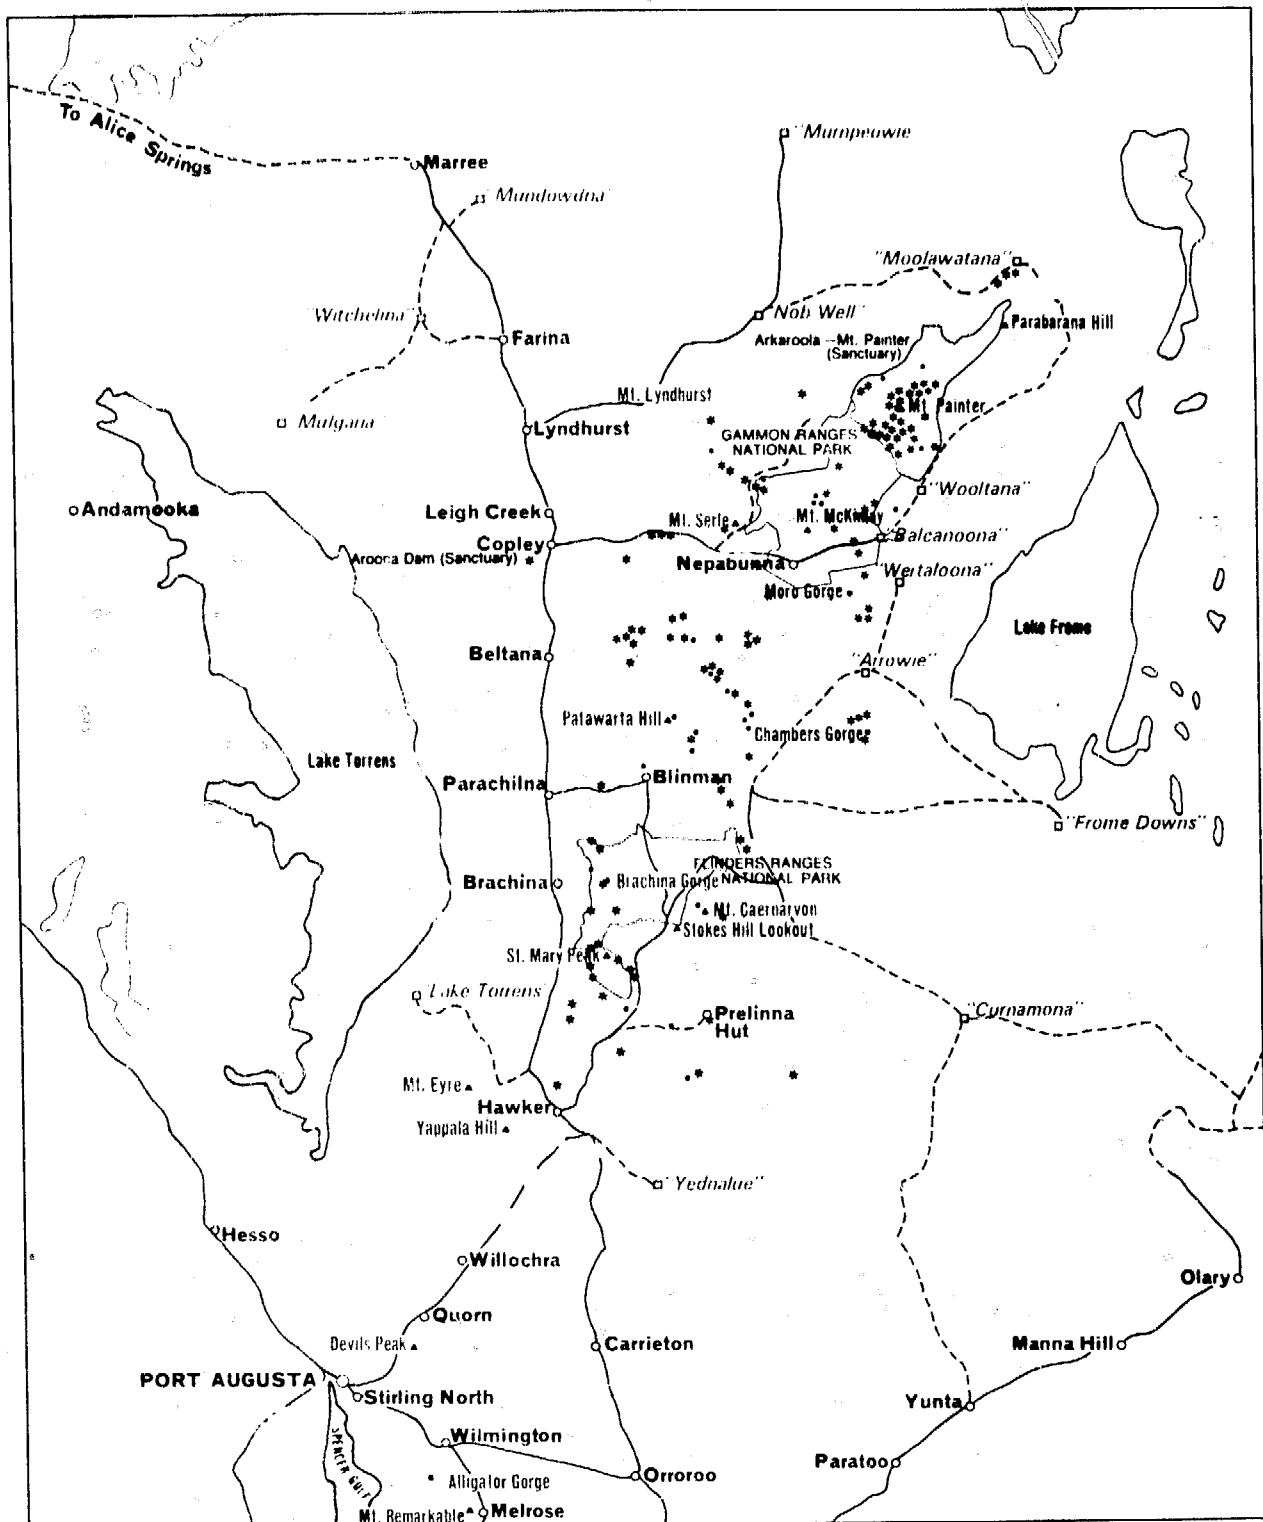 To Alice Springs
Marree
"Murnpeowie
Mundowdna
"Moolawatana"
"Witchelina"
"Nob Well"
Parabarana Hill
Farina
Arkaroola —Mt. Painter
(Sanctuary)
Mt. Lyndhurst
Mt. Painter
Mulgana
Lyndhurst
GAMMON RANGES
NATIONAL PARK
"Wooltana"
Andamooka
Leigh Creek
Mt. Serle
Mt. McKinlay
Copley
"Balcanoona"
Aroona Dam (Sanctuary)
Nepabunna
"Wertaloona"
Moro Gorge
Lake Frome
Beltana
"Arrowie"
Patawarta Hill
Chambers Gorge
Lake Torrens
Blinman
Parachilna
"Frome Downs"
FLINDERS RANGES
NATIONAL PARK
Brachina
Brachina Gorge
Mt. Caernarvon
Stokes Hill Lookout
St. Mary Peak
"Lake Torrens"
Prelinna
Hut
"Curnamona"
Mt. Eyre
Hawker
Yappala Hill
"Yednalue"
Hesso
Willochra
Olary
Quorn
Devils Peak
Carrieton
Manna Hill
PORT AUGUSTA
Stirling North
Yunta
SPENCER GULF
Wilmington
Paratoo
Orroroo
Alligator Gorge
Mt. Remarkable
Melrose